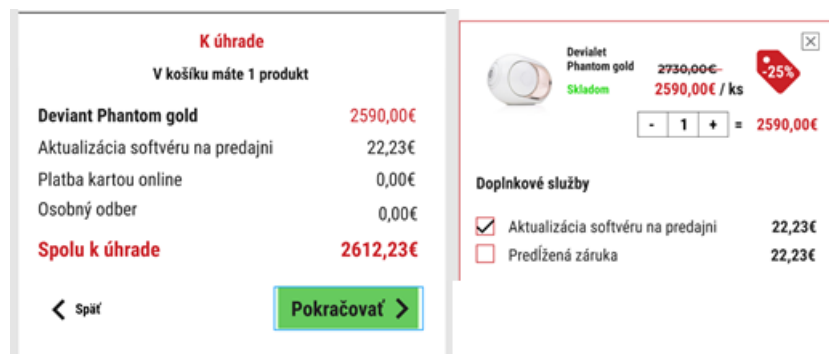 K úhrade
V košíku máte 1 produkt
Deviant Phantom gold 2590,00€
Aktualizácia softvéru na predajni 22,23€
Platba kartou online 0,00€
Osobný odber 0,00€
Spolu k úhrade 2612,23€
Späť
Pokračovať
Devialet
Phantom gold
Skladom
2730,00€
2590,00€ / ks
-25%
- 1 + = 2590,00€
Doplnkové služby
Aktualizácia softvéru na predajni 22,23€
Predĺžená záruka 22,23€